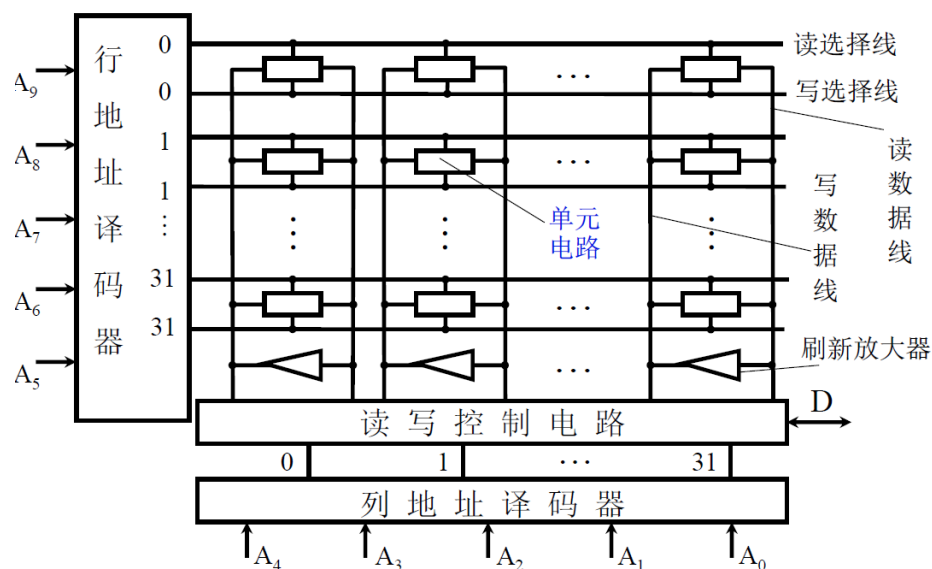 行地址译码器
A9
A8
A7
A6
A5
0
0
1
1
⋮
31
31
…
…
…
⋮
⋮
⋮
…
读选择线
写选择线
读数据线
写数据线
单元
电路
刷新放大器
读写控制电路
D
0
1
…
31
列地址译码器
A4
A3
A2
A1
A0